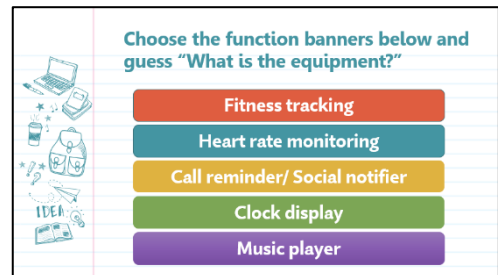 Choose the function banners below and
guess “What is the equipment?”
Fitness tracking
Heart rate monitoring
Call reminder/ Social notifier
Clock display
Music player
IDEA